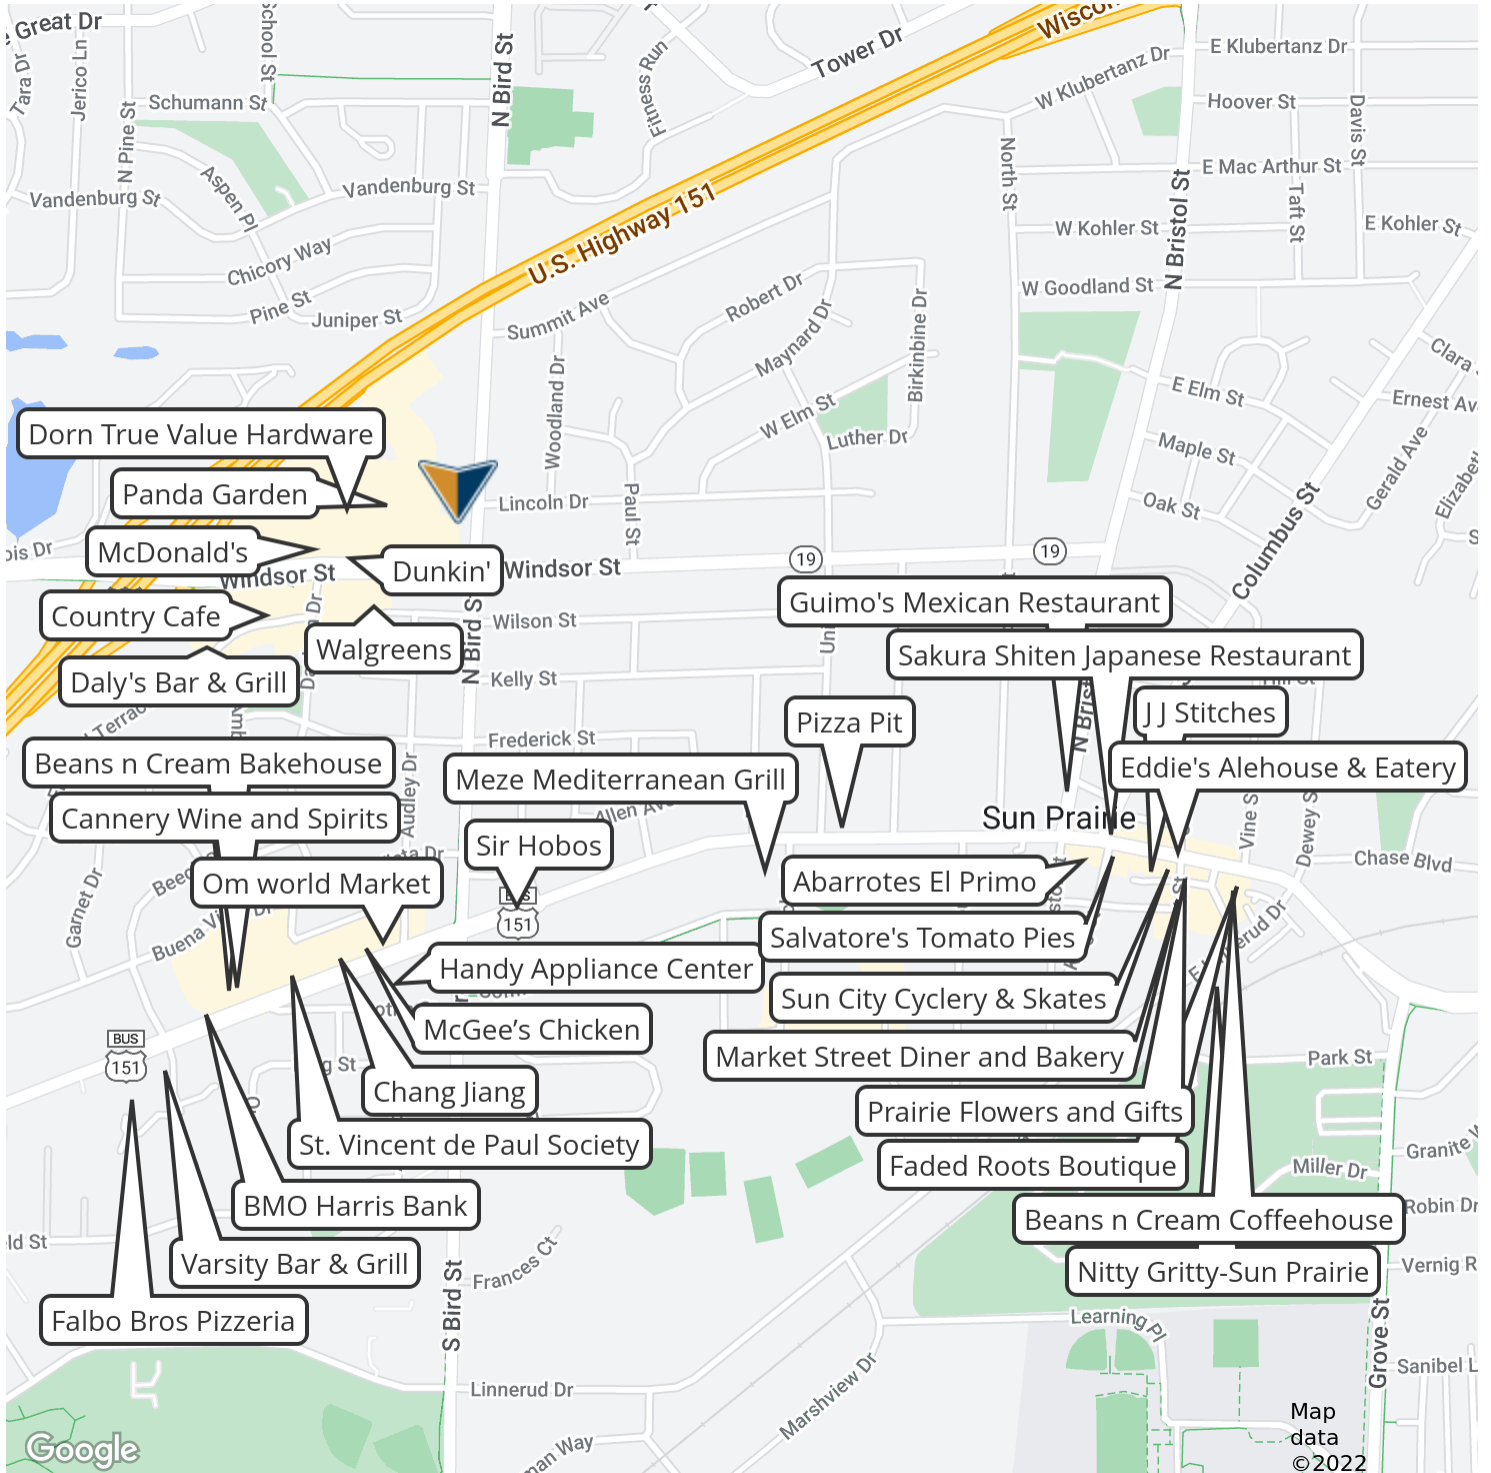 Great Dr
Tara Dr
Jerico Ln
School St
N Bird St
Fitness Run
Tower Dr
E Klubertanz Dr
W Klubertanz Dr
Schumann St
Hoover St
Davis St
N Pine St
Vandenburg St
Aspen Pl
Vandenburg St
U.S. Highway 151
North St
E Mac Arthur St
Taft St
N Bristol St
W Kohler St
E Kohler St
Chicory Way
W Goodland St
Pine St
Juniper St
Summit Ave
Robert Dr
Maynard Dr
Birkinbine Dr
Woodland Dr
W Elm St
Luther Dr
E Elm St
Ernest Av
Maple St
Gerald Ave
Oak St
Columbus St
Dorn True Value Hardware
Panda Garden
Lincoln Dr
Paul St
McDonald's
Windsor St
Dunkin'
Windsor St
19
19
Country Cafe
Wilson St
Guimo's Mexican Restaurant
Walgreens
N Bird St
Sakura Shiten Japanese Restaurant
Daly's Bar & Grill
Kelly St
J J Stitches
Pizza Pit
Frederick St
Beans n Cream Bakehouse
Meze Mediterranean Grill
Eddie's Alehouse & Eatery
Audley Dr
Allen Ave
Cannery Wine and Spirits
Sun Prairie
Vine S
Dewey S
Sir Hobos
Chase Blvd
Om world Market
Abarrotes El Primo
Garnet Dr
BUS
151
Salvatore's Tomato Pies
Handy Appliance Center
Sun City Cyclery & Skates
McGee’s Chicken
BUS
151
Market Street Diner and Bakery
Park St
Chang Jiang
Prairie Flowers and Gifts
St. Vincent de Paul Society
Granite
Faded Roots Boutique
Miller Dr
BMO Harris Bank
Robin Dr
Beans n Cream Coffeehouse
ld St
Varsity Bar & Grill
Frances Ct
Nitty Gritty-Sun Prairie
Vernig R
S Bird St
Falbo Bros Pizzeria
Learning Pl
Grove St
Linnerud Dr
Marshview Dr
Sanibel L
man Way
Google
Map
data
©2022